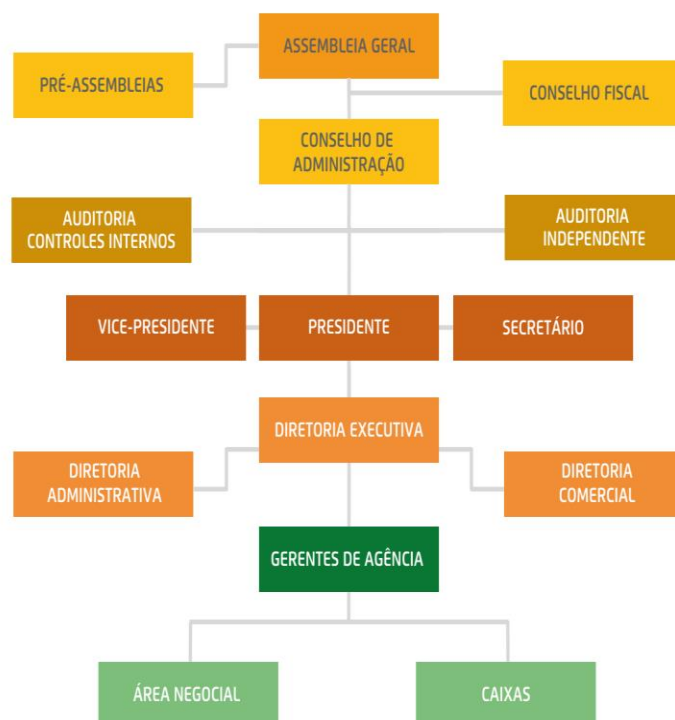 ASSEMBLEIA GERAL
PRÉ-ASSEMBLEIAS
CONSELHO FISCAL
CONSELHO DE
ADMINISTRAÇÃO
AUDITORIA
CONTROLES INTERNOS
AUDITORIA
INDEPENDENTE
VICE-PRESIDENTE
PRESIDENTE
SECRETÁRIO
DIRETORIA EXECUTIVA
DIRETORIA
ADMINISTRATIVA
DIRETORIA
COMERCIAL
GERENTES DE AGÊNCIA
ÁREA NEGOCIAL
CAIXAS